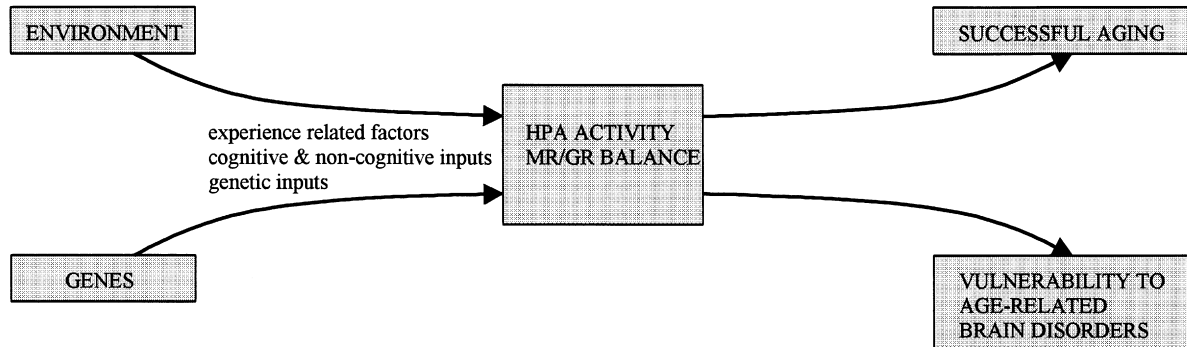 ENVIRONMENT
SUCCESSFUL AGING
experience related factors
cognitive & non-cognitive inputs
genetic inputs
HPA ACTIVITY
MR/GR BALANCE
GENES
VULNERABILITY TO
AGE-RELATED
BRAIN DISORDERS